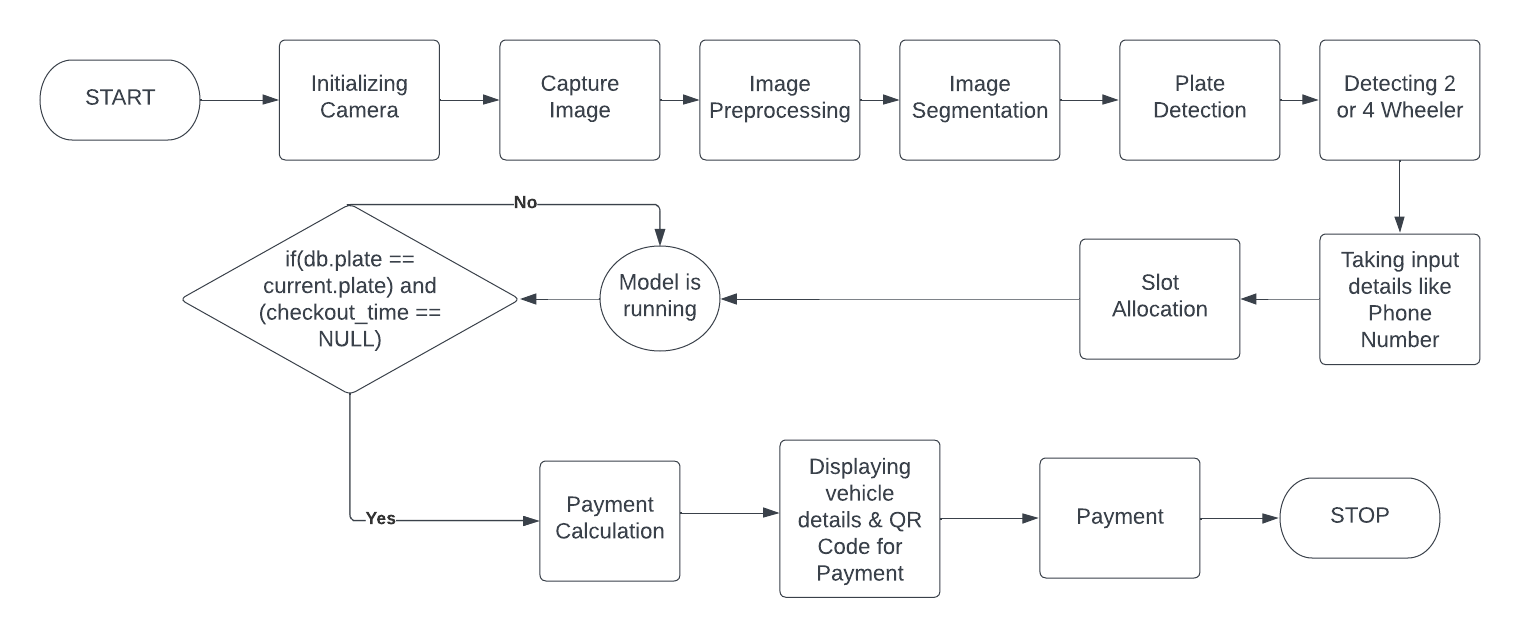 START
Initializing
Camera
Capture
Image
Image
Preprocessing
Image
Segmentation
Plate
Detection
Detecting 2
or 4 Wheeler
Taking input
details like
Phone
Number
Slot
Allocation
Model is
running
No
if(db.plate ==
current.plate) and
(checkout_time ==
NULL)
Yes
Payment
Calculation
Displaying
vehicle
details & QR
Code for
Payment
Payment
STOP